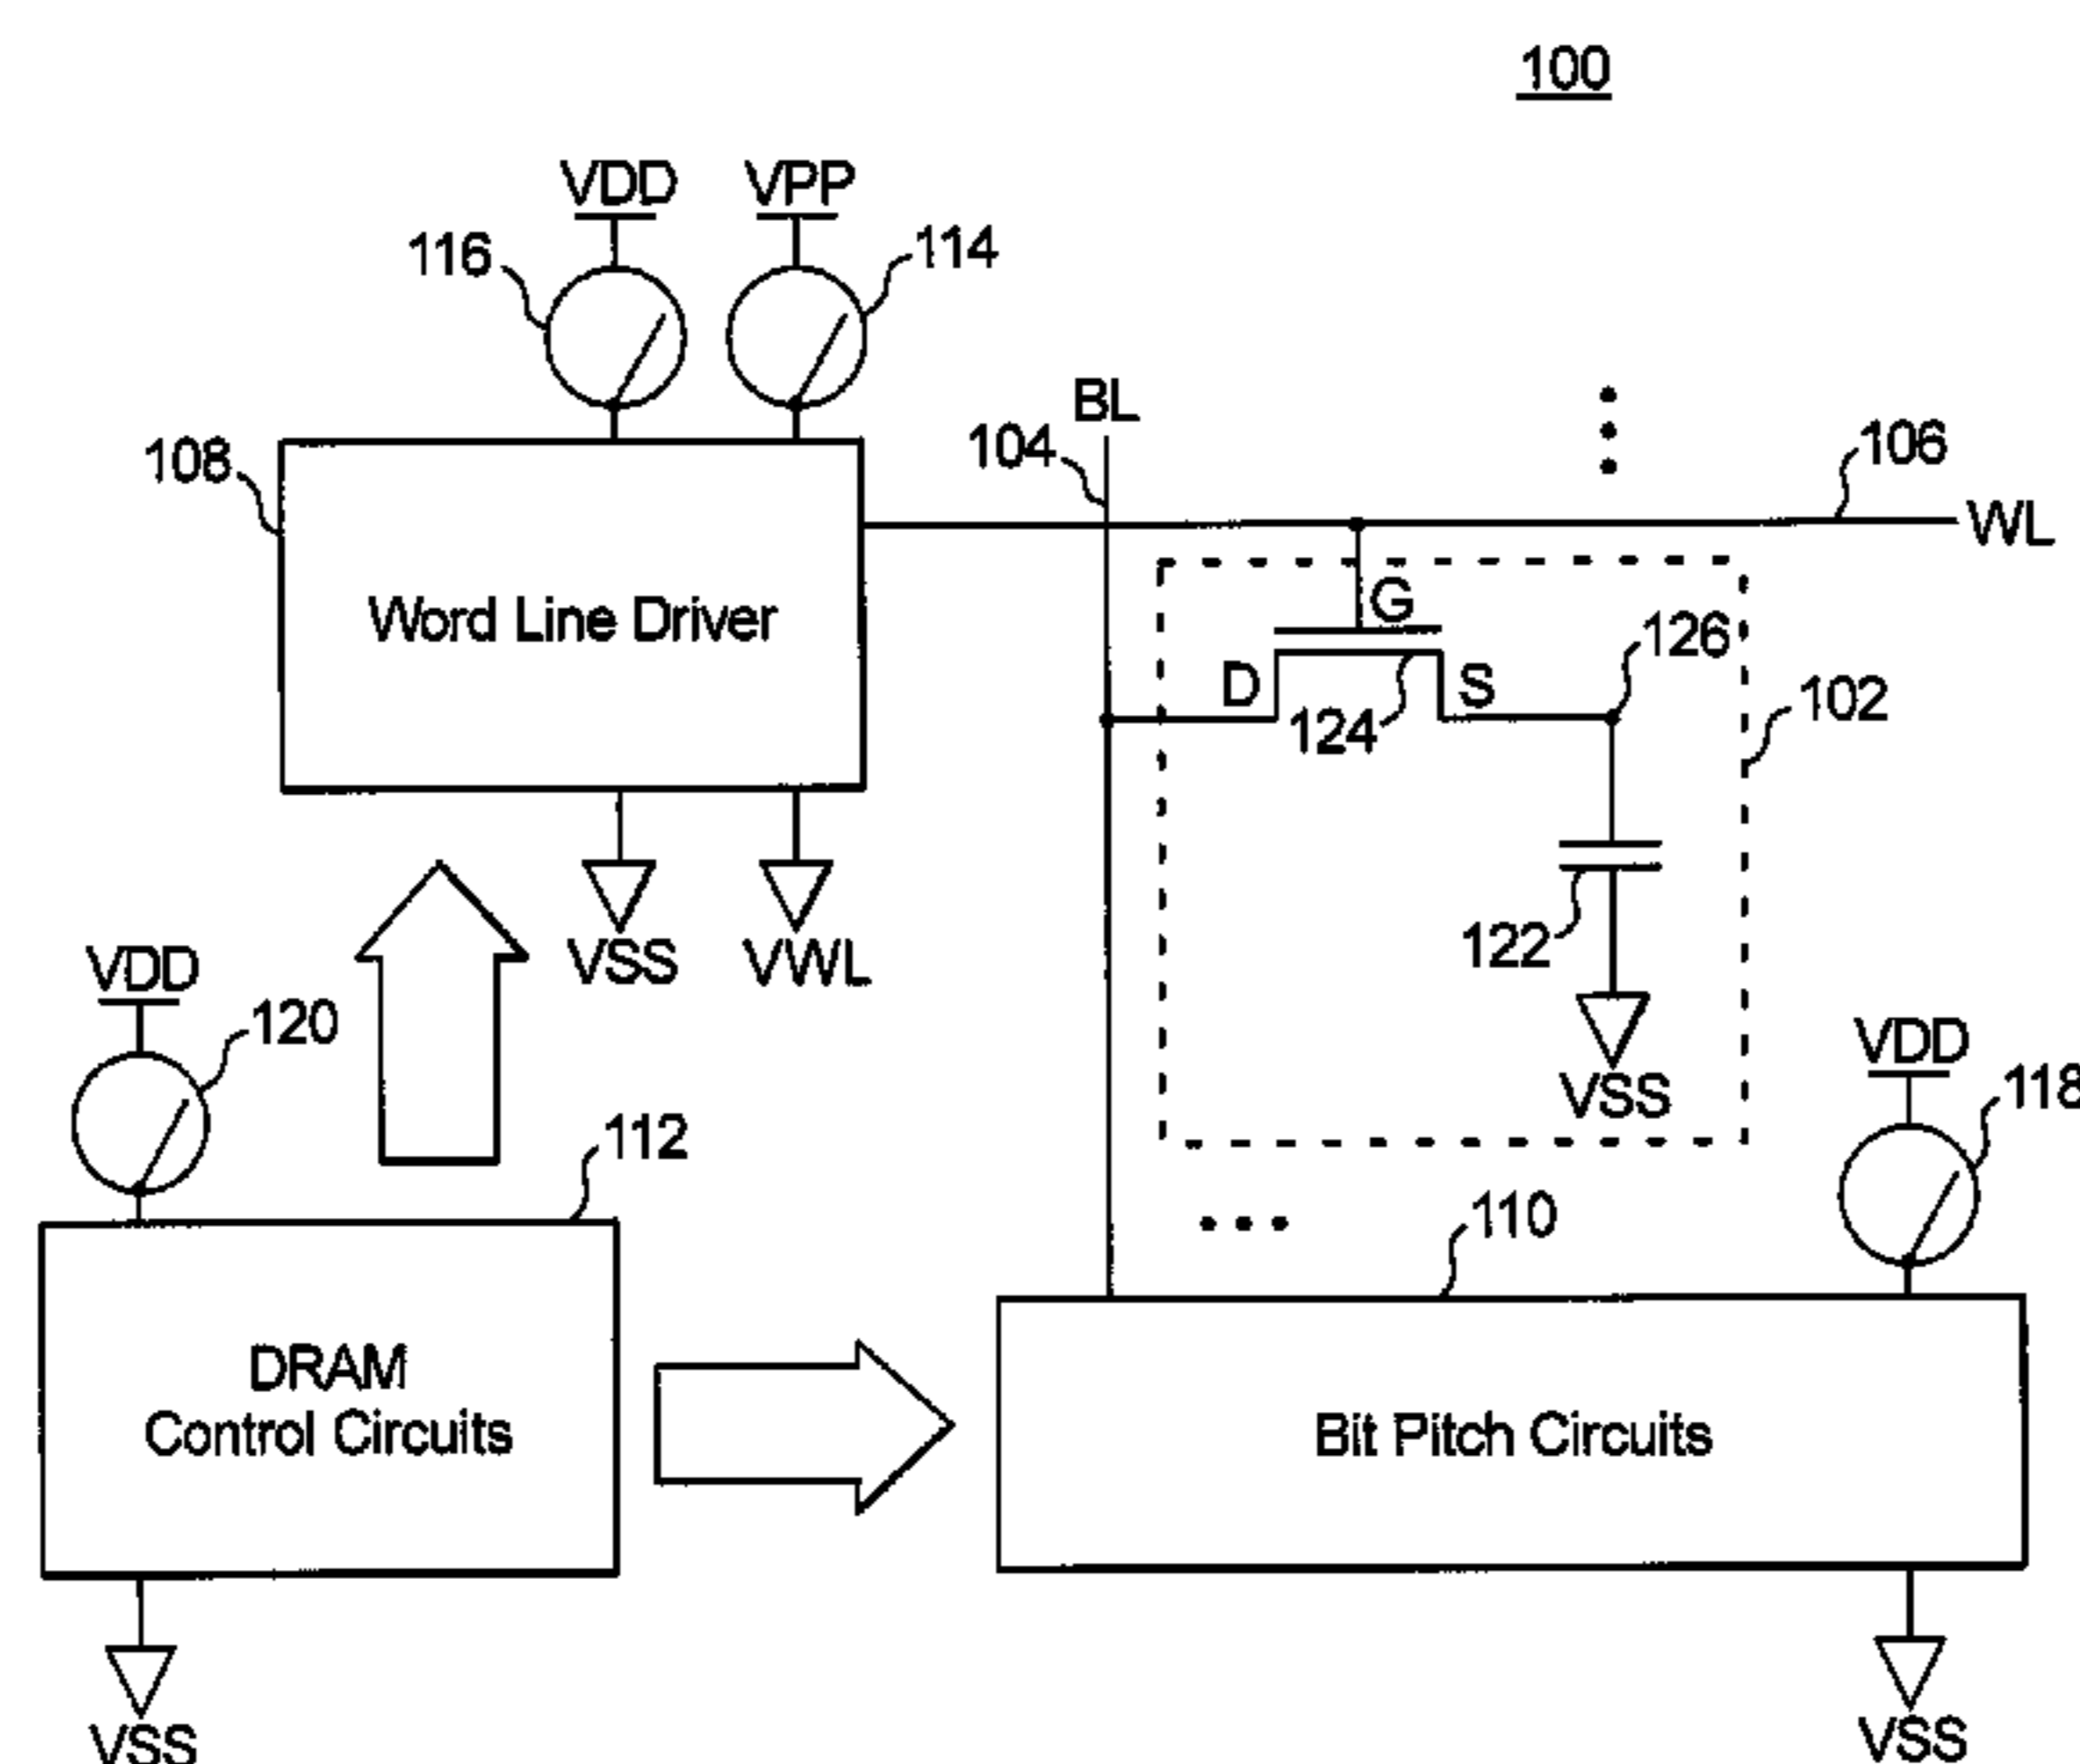 100
VDD VPP
116 114
BL
108 104 106
WL
G
Word Line Driver
126
D S
102
124
122
VSS VWL
VDD
120
VSS
VDD
118
112
110
DRAM
Control Circuits
Bit Pitch Circuits
VSS
VSS